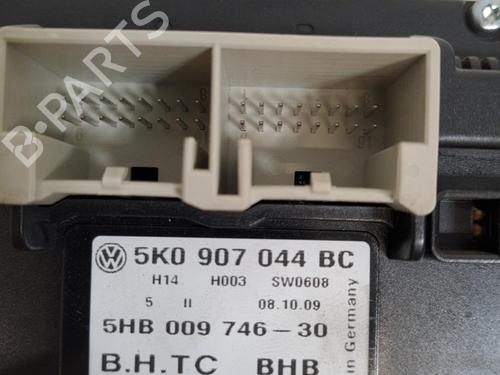 B-PARTS
5K0 907 044 BC
H14 H003 SW0608
5 II 08.10.09
5HB 009 746-30
B.H.TC BHB
in Germany